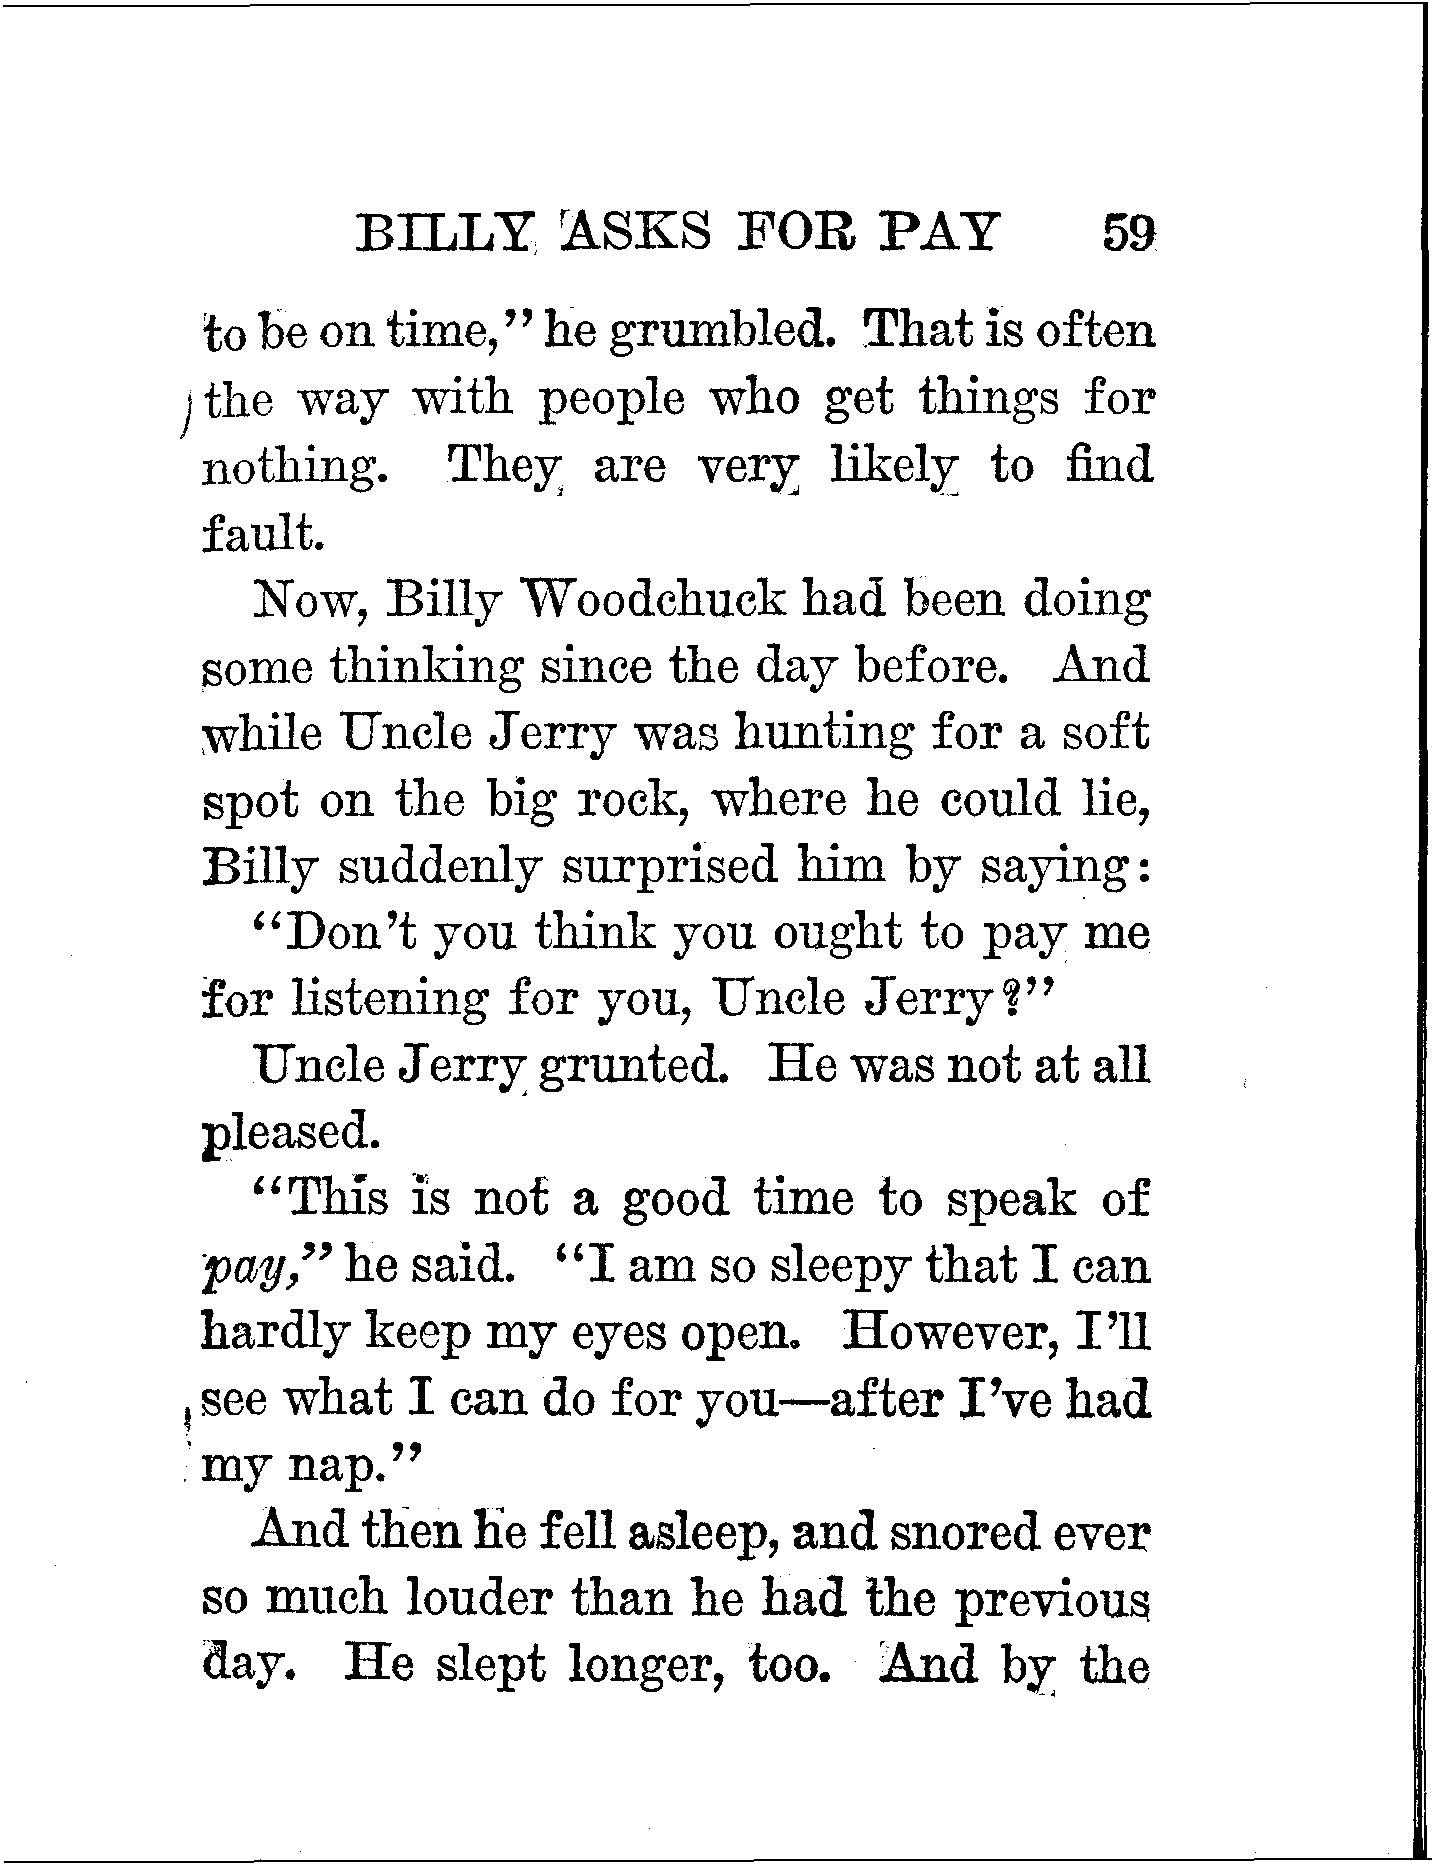 BILLY ASKS FOR PAY 59
to be on time," he grumbled. That is often
the way with people who get things for
nothing. They are very likely to find
fault.
Now, Billy Woodchuck had been doing
some thinking since the day before. And
while Uncle Jerry was hunting for a soft
spot on the big rock, where he could lie,
Billy suddenly surprised him by saying:
"Don't you think you ought to pay me
for listening for you, Uncle Jerry?"
Uncle Jerry grunted. He was not at all
pleased.
"This is not a good time to speak of
pay," he said. "I am so sleepy that I can
hardly keep my eyes open. However, I'll
see what I can do for you—after I've had
my nap."
And then he fell asleep, and snored ever
so much louder than he had the previous
day. He slept longer, too. And by the